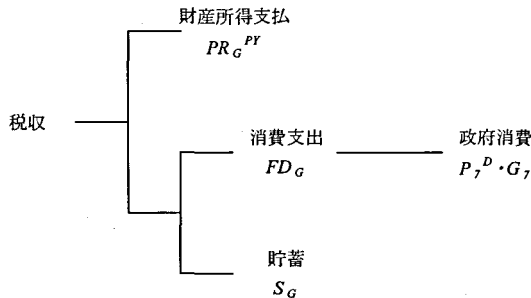 財産所得支払
PR_G^{PY}
税収
消費支出
FD_G
政府消費
P_7^D・G_7
貯蓄
S_G